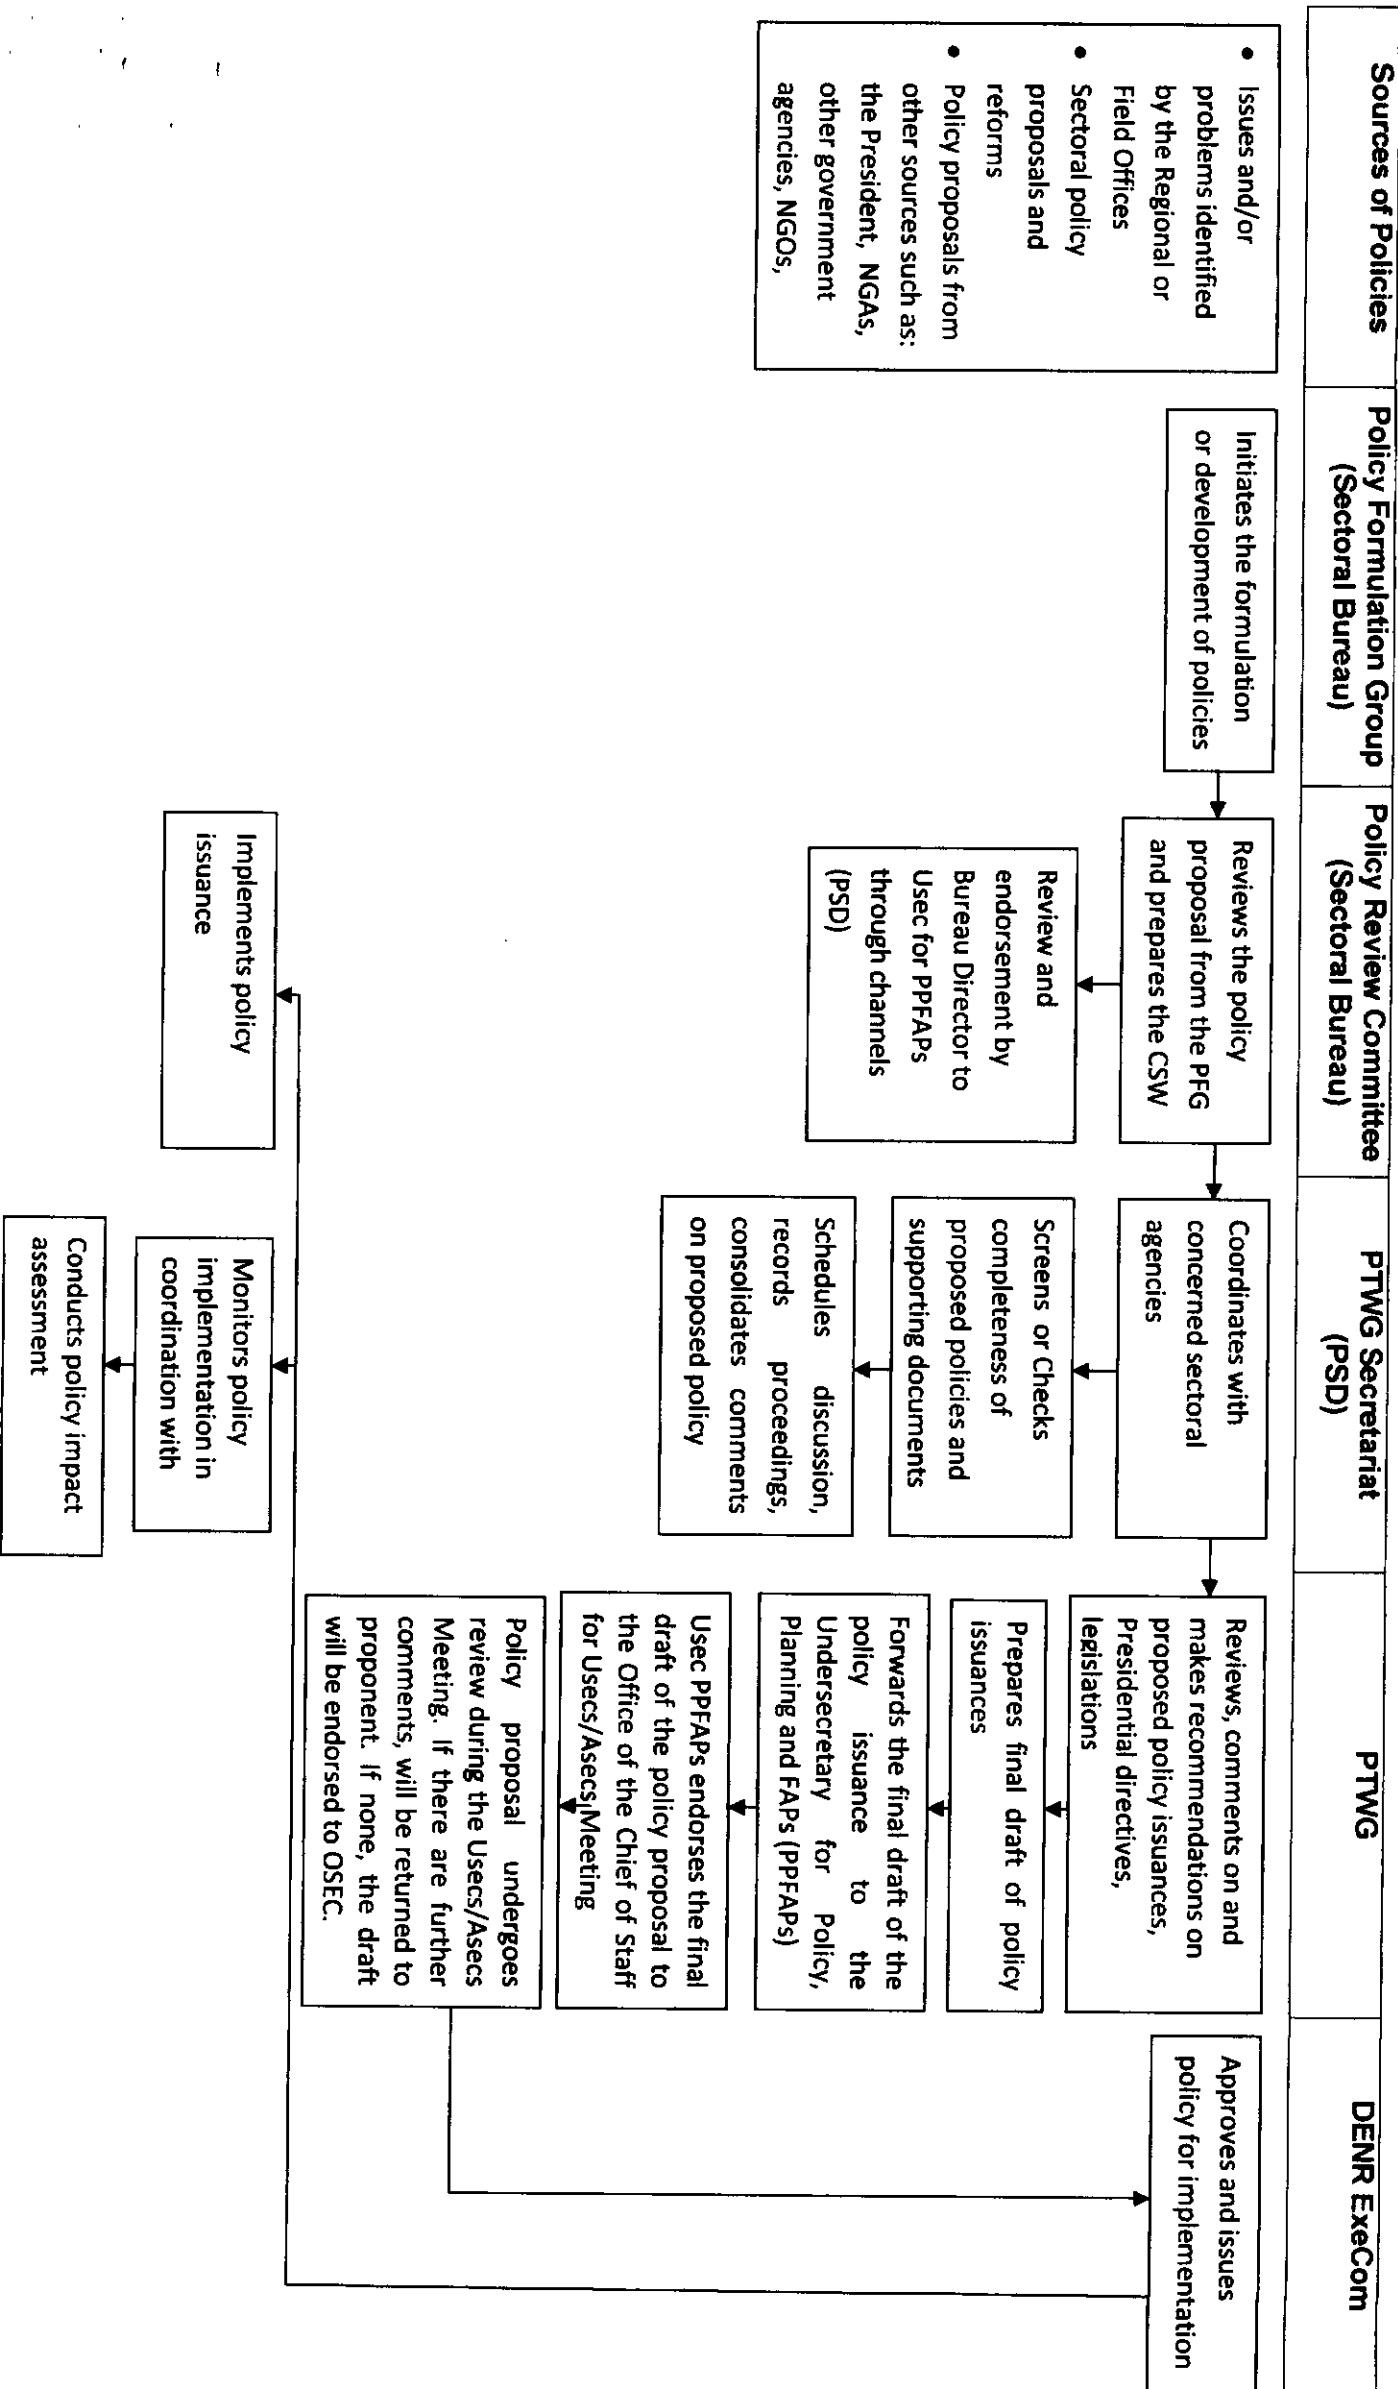 Sources of Policies
Policy Formulation Group
(Sectoral Bureau)
Policy Review Committee
(Sectoral Bureau)
PTWG Secretariat
(PSD)
PTWG
DENR ExeCom
• Issues and/or
problems identified
by the Regional or
Field Offices
• Sectoral policy
proposals and
reforms
• Policy proposals from
other sources such as:
the President, NGAs,
other government
agencies, NGOs,
Initiates the formulation
or development of policies
Reviews the policy
proposal from the PFG
and prepares the CSW
Review and
endorsement by
Bureau Director to
Usec for PPFAPs
through channels
(PSD)
Implements policy
issuance
Coordinates with
concerned sectoral
agencies
Screens or Checks
completeness of
proposed policies and
supporting documents
Schedules discussion,
records proceedings,
consolidates comments
on proposed policy
Monitors policy
implementation in
coordination with
Conducts policy impact
assessment
Reviews, comments on and
makes recommendations on
proposed policy issuances,
Presidential directives,
legislations
Prepares final draft of policy
issuances
Forwards the final draft of the
policy issuance to the
Undersecretary for Policy,
Planning and FAPs (PPFAPs)
Usec PPFAPs endorses the final
draft of the policy proposal to
the Office of the Chief of Staff
for Usecs/Asecs Meeting
Policy proposal undergoes
review during the Usecs/Asecs
Meeting. If there are further
comments, will be returned to
proponent. If none, the draft
will be endorsed to OSEC.
Approves and issues
policy for implementation